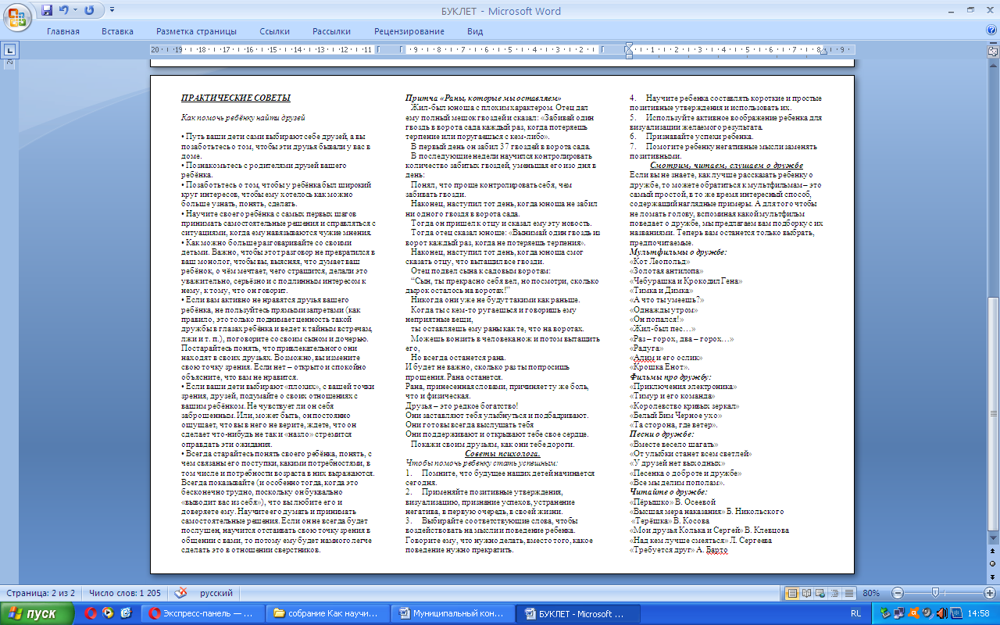 БУКЛЕТ - Microsoft Word
Главная Вставка Разметка страницы Ссылки Рассылки Рецензирование Вид
20 19 18 17 16 15 14 13 12 11 9 8 7 6 5 4 3 2 1 1 2 3 4 5 6 7 8 9
2
ПРАКТИЧЕСКИЕ СОВЕТЫ
Как помочь ребёнку найти друзей
• Путь ваши дети сами выбирают себе друзей, а вы
позаботьтесь о том, чтобы эти друзья бывали у вас в
доме.
• Познакомьтесь с родителями друзей вашего
ребёнка.
• Позаботьтесь о том, чтобы у ребёнка был широкий
круг интересов, чтобы ему хотелось как можно
больше узнать, понять, сделать.
• Научите своего ребёнка с самых первых шагов
принимать самостоятельные решения и справляться с
ситуациями, когда ему навязываются чужие мнения.
• Как можно больше разговаривайте со своими
детьми. Важно, чтобы этот разговор не превратился в
ваш монолог, чтобы вы, выясняя, что думает ваш
ребёнок, о чём мечтает, чего страшится, делали это
уважительно, серьёзно и с подлинным интересом к
нему, к тому, что он говорит.
• Если вам активно не нравятся друзья вашего
ребёнка, не пользуйтесь прямыми запретами (как
правило, это только поднимает ценность такой
дружбы в глазах ребёнка и ведет к тайным встречам,
лжи и т. п.), поговорите со своим сыном и дочерью.
Постарайтесь понять, что привлекательного они
находят в своих друзьях. Возможно, вы измените
свою точку зрения. Если нет – открыто и спокойно
объясните, что вам не нравится.
• Если ваши дети выбирают «плохих», с вашей точки
зрения, друзей, подумайте о своих отношениях с
вашим ребёнком. Не чувствует ли он себя
заброшенным. Или, может быть, он постоянно
ощущает, что вы в него не верите, ждете, что он
сделает что-нибудь не так и «назло» стремится
оправдать эти ожидания.
• Всегда старайтесь понять своего ребёнка, понять, с
чем связаны его поступки, какими потребностями, в
том числе и потребности возраста в них выражаются.
Всегда показывайте (и особенно тогда, когда это
бесконечно трудно, поскольку он буквально
«выводит вас из себя»), что вы любите его и
доверяете ему. Научите его думать и принимать
самостоятельные решения. Если он не всегда будет
послушен, научится отстаивать свою точку зрения в
общении с вами, то потому ему будет намного легче
сделать это в отношении сверстников.
Притча «Раны, которые мы оставляем»
Жил-был юноша с плохим характером. Отец дал
ему полный мешок гвоздей и сказал: «Забивай один
гвоздь в ворота сада каждый раз, когда потеряешь
терпение или поругаешься с кем-либо».
В первый день он забил 37 гвоздей в ворота сада.
В последующие недели научился контролировать
количество забитых гвоздей, уменьшая его изо дня в
день:
Понял, что проще контролировать себя, чем
забивать гвозди.
Наконец, наступил тот день, когда юноша не забил
ни одного гвоздя в ворота сада.
Тогда он пришел к отцу и сказал ему эту новость.
Тогда отец сказал юноше: «Вынимай один гвоздь из
ворот каждый раз, когда не потеряешь терпения».
Наконец, наступил тот день, когда юноша смог
сказать отцу, что вытащил все гвозди.
Отец подвел сына к садовым воротам:
“Сын, ты прекрасно себя вел, но посмотри, сколько
дырок осталось на воротах!”
Никогда они уже не будут такими как раньше.
Когда ты с кем-то ругаешься и говоришь ему
неприятные вещи,
ты оставляешь ему раны как те, что на воротах.
Можешь вонзить в человека нож и потом вытащить
его,
Но всегда останется рана.
И будет не важно, сколько раз ты попросишь
прощения. Рана останется.
Рана, принесенная словами, причиняет ту же боль,
что и физическая.
Друзья – это редкое богатство!
Они заставляют тебя улыбнуться и подбадривают.
Они готовы всегда выслушать тебя
Они поддерживают и открывают тебе свое сердце.
Покажи своим друзьям, как они тебе дороги.
Советы психолога.
Чтобы помочь ребёнку стать успешным:
1. Помните, что будущее наших детей начинается
сегодня.
2. Применяйте позитивные утверждения,
визуализацию, признание успехов, устранение
негатива, в первую очередь, в своей жизни.
3. Выбирайте соответствующие слова, чтобы
воздействовать на мысли и поведение ребенка.
Говорите ему, что нужно делать, вместо того, какое
поведение нужно прекратить.
4. Научите ребенка составлять короткие и простые
позитивные утверждения и использовать их.
5. Используйте активное воображение ребенка для
визуализации желаемого результата.
6. Признавайте успехи ребенка.
7. Помогите ребенку негативные мысли заменять
позитивными.
Смотрим, читаем, слушаем о дружбе
Если вы не знаете, как лучше рассказать ребенку о
дружбе, то можете обратиться к мультфильмам – это
самый простой, в то же время интересный способ,
содержащий наглядные примеры. А для того чтобы
не ломать голову, вспоминая какой мультфильм
поведает о дружбе, мы предлагаем вам подборку с их
названиями. Теперь вам останется только выбрать,
предпочитаемые.
Мультфильмы о дружбе:
«Кот Леопольд»
«Золотая антилопа»
«Чебурашка и Крокодил Гена»
«Тимка и Димка»
«А что ты умеешь?»
«Однажды утром»
«Он попался!»
«Жил-был пес…»
«Раз – горох, два – горох…»
«Радуга»
«Адим и его ослик»
«Крошка Енот».
Фильмы про дружбу:
«Приключения электроника»
«Тимур и его команда»
«Королевство кривых зеркал»
«Белый Бим Черное ухо»
«Та сторона, где ветер».
Песни о дружбе:
«Вместе весело шагать»
«От улыбки станет всем светлей»
«У друзей нет выходных»
«Песенка о доброте и дружбе»
«Все мы делим пополам».
Читайте о дружбе:
«Пёрышко» В. Осеевой
«Высшая мера наказания» Б. Никольского
«Терёшка» В. Косова
«Мои друзья Колька и Сергей» В. Клевцова
«Над кем лучше смеяться» Л. Сергеева
«Требуется друг» А. Барто
Страница: 2 из 2 Число слов: 1 205 русский 80%
пуск Экспресс-панель — ... собрание Как научи... Муниципальный кон... БУКЛЕТ - Microsoft ... RL 14:58